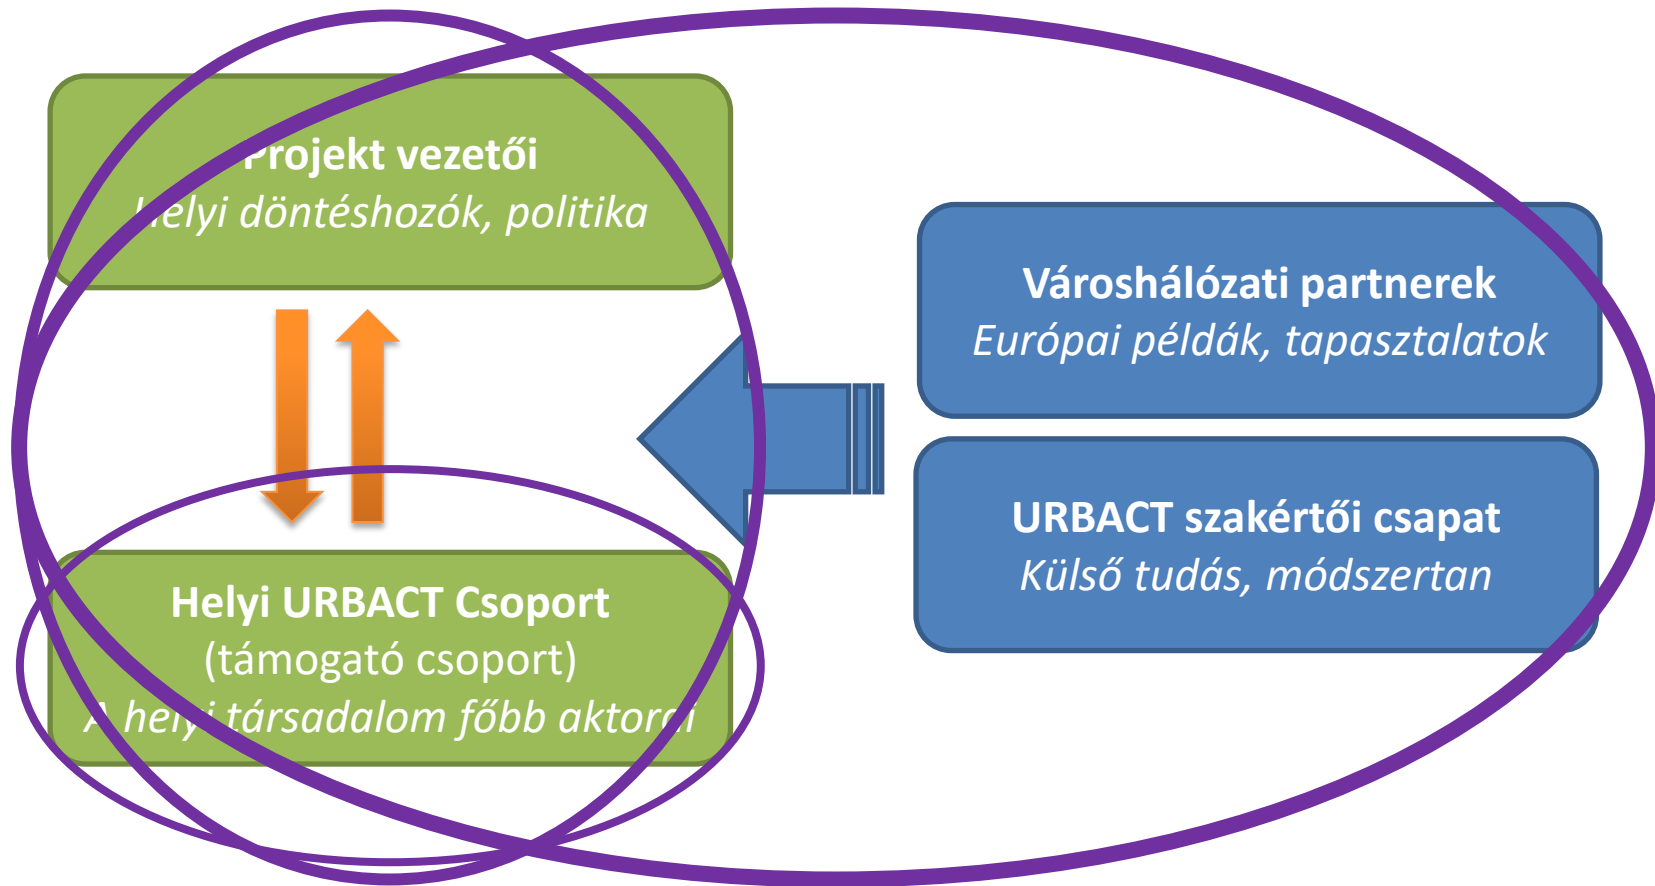 Projekt vezetői
Helyi döntéshozók, politika
Városhálózati partnerek
Európai példák, tapasztalatok
URBACT szakértői csapat
Külső tudás, módszertan
Helyi URBACT Csoport
(támogató csoport)
A helyi társadalom főbb aktorai